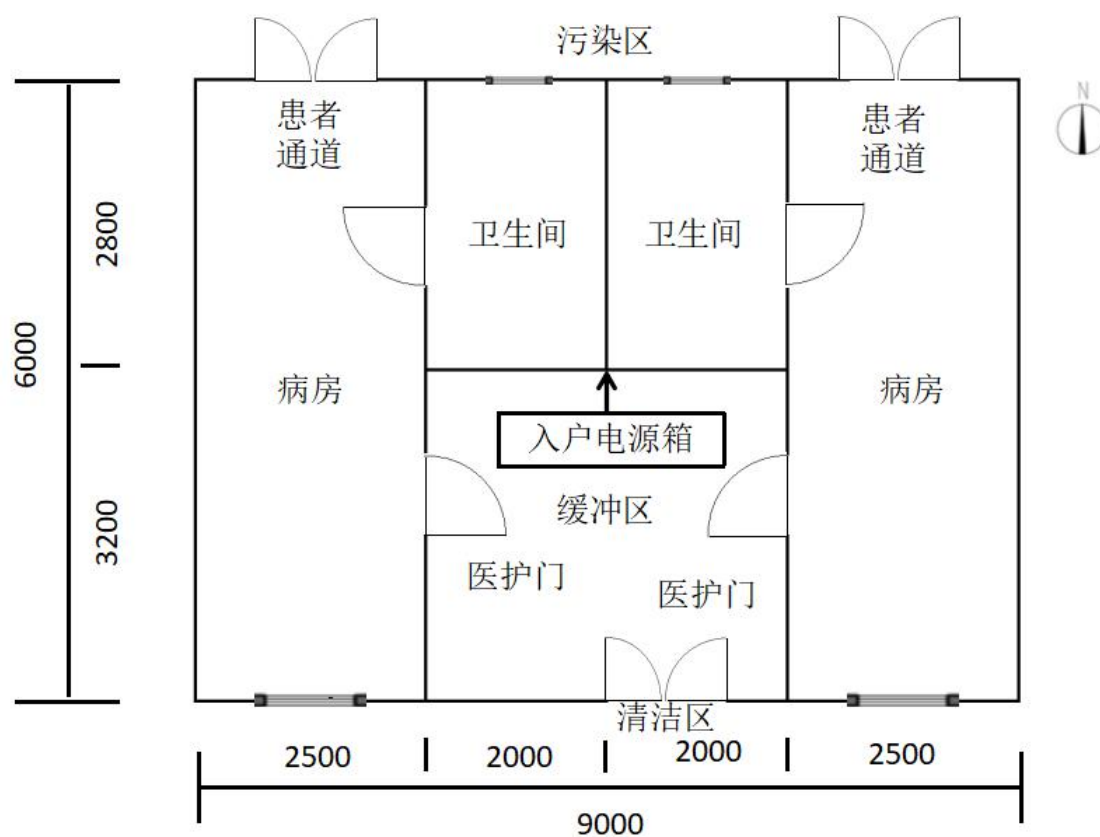 污染区
N
患者
通道
患者
通道
2800
卫生间
卫生间
6000
病房
病房
入户电源箱
缓冲区
3200
医护门
医护门
清洁区
2500
2000
2000
2500
9000